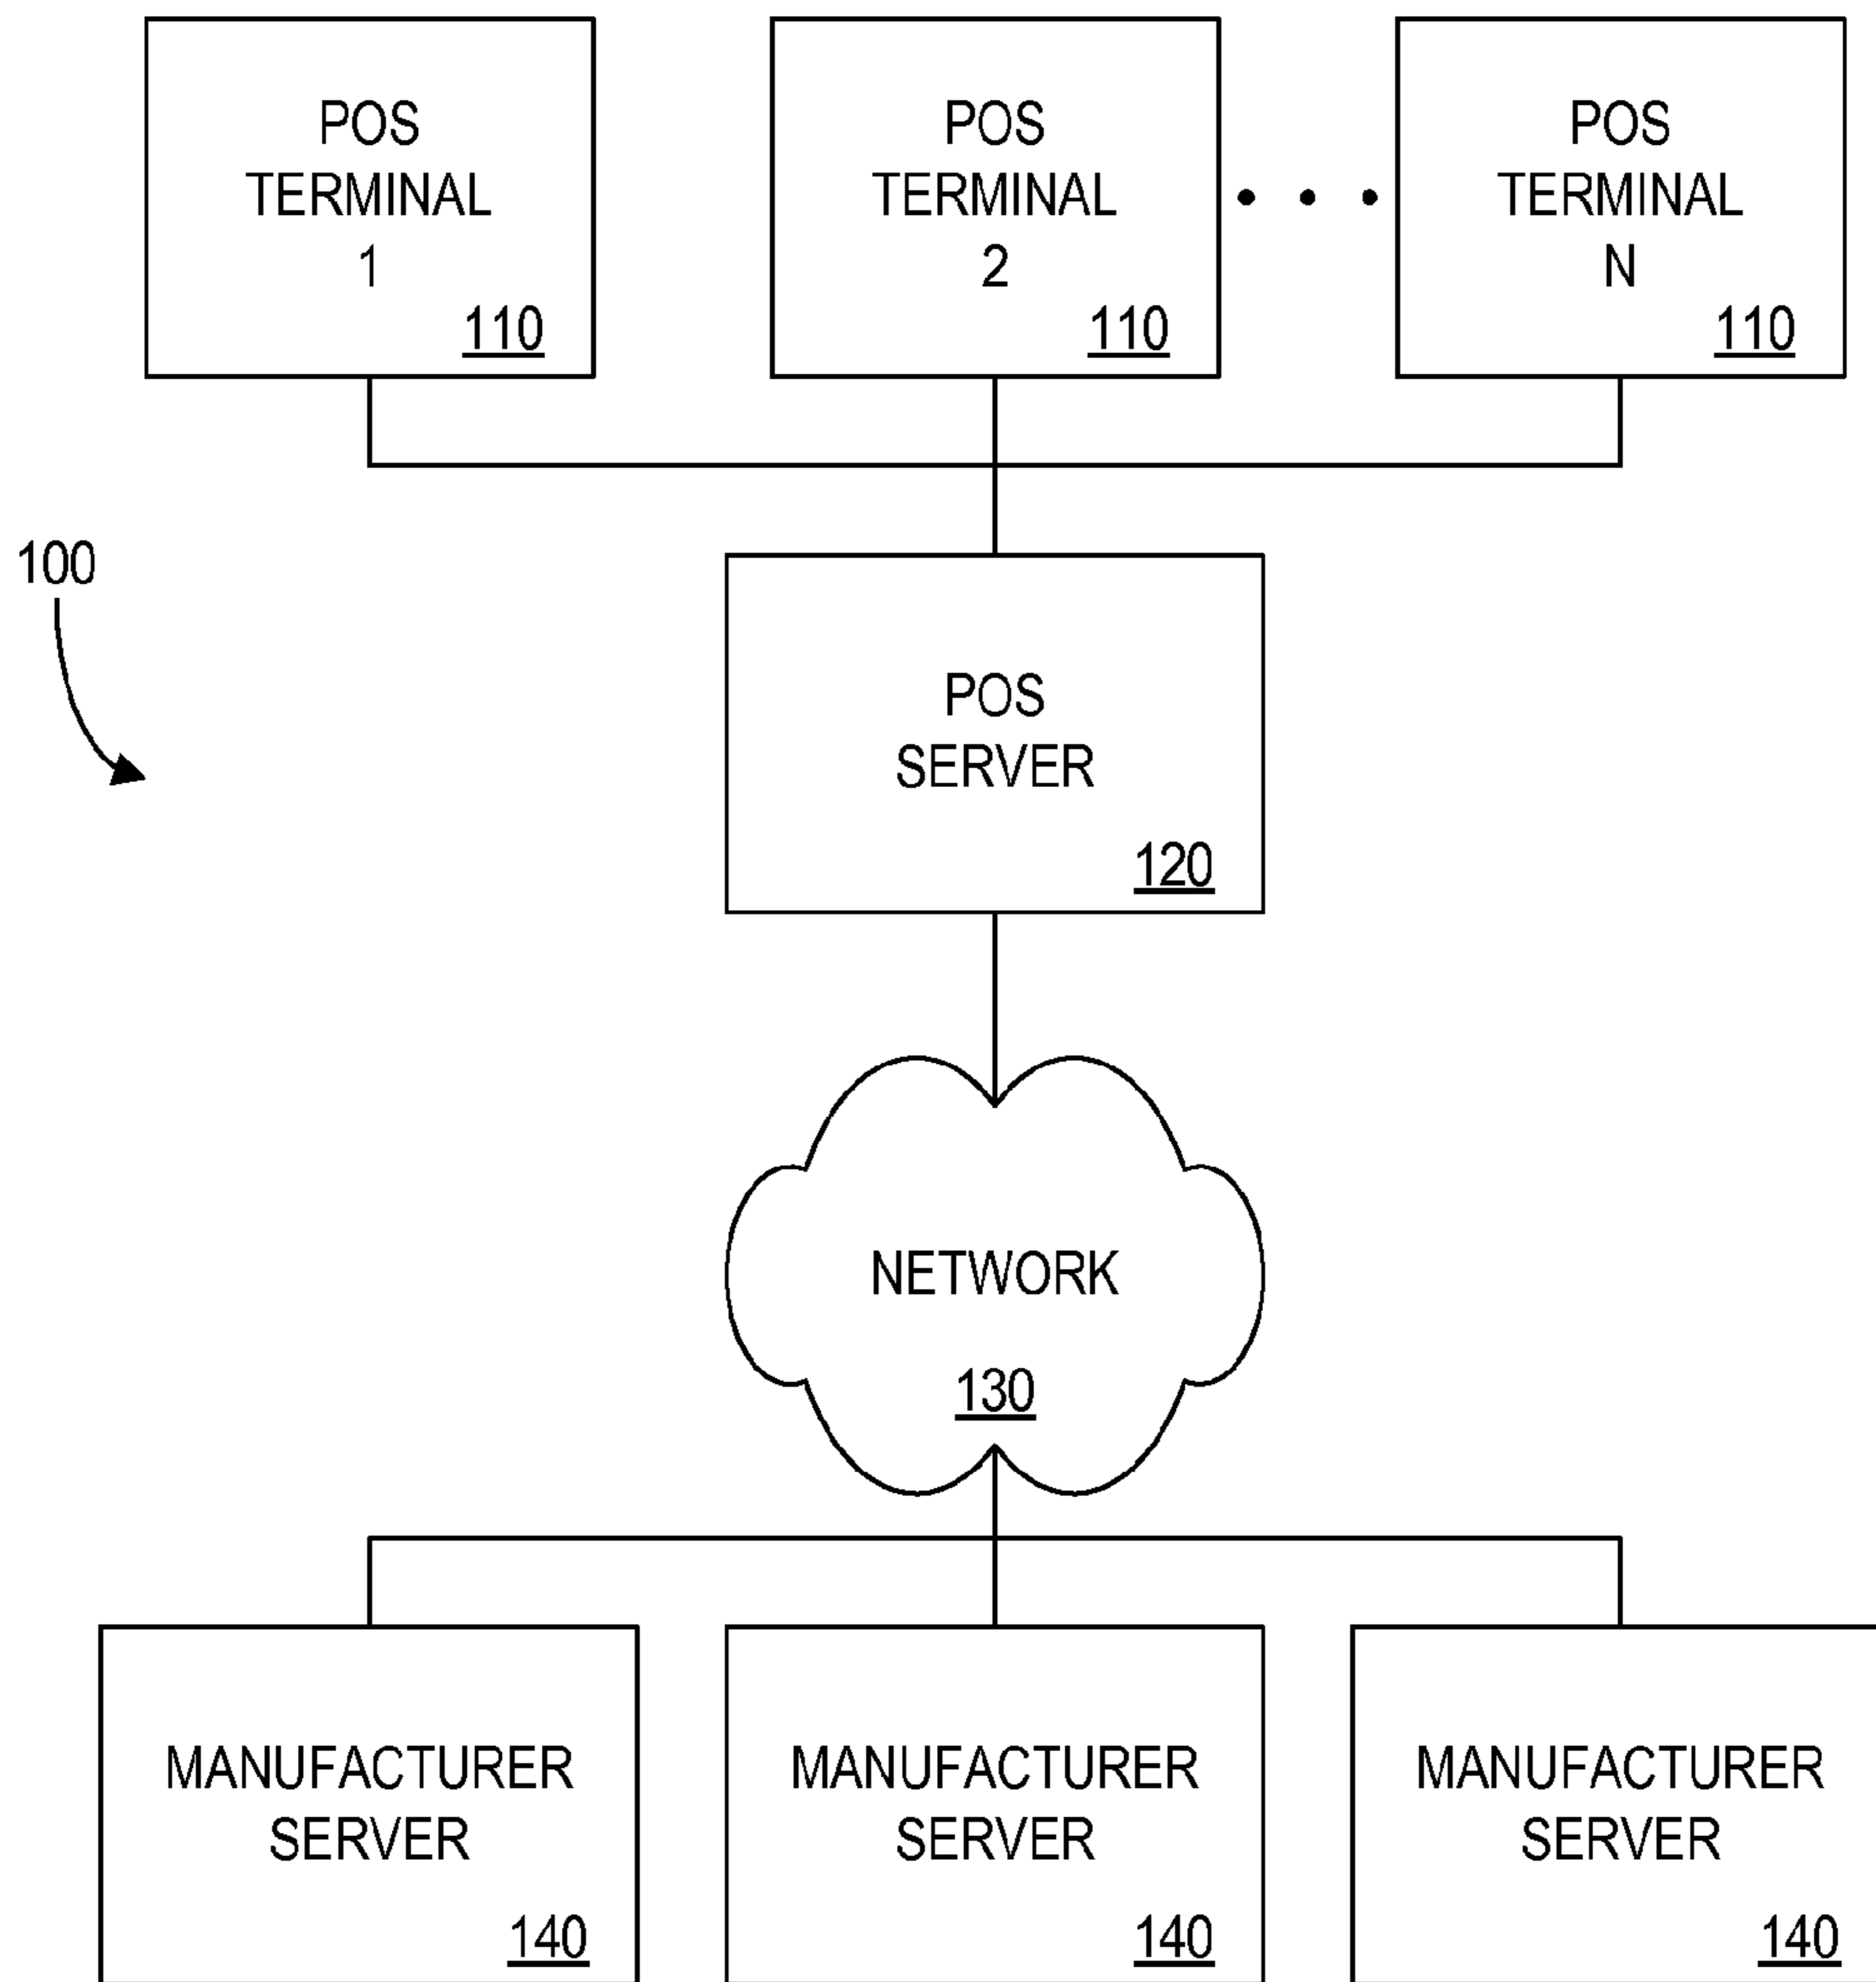 POS
TERMINAL
1
110
POS
TERMINAL
2
110
POS
TERMINAL
N
110
100
POS
SERVER
120
NETWORK
130
MANUFACTURER
SERVER
140
MANUFACTURER
SERVER
140
MANUFACTURER
SERVER
140